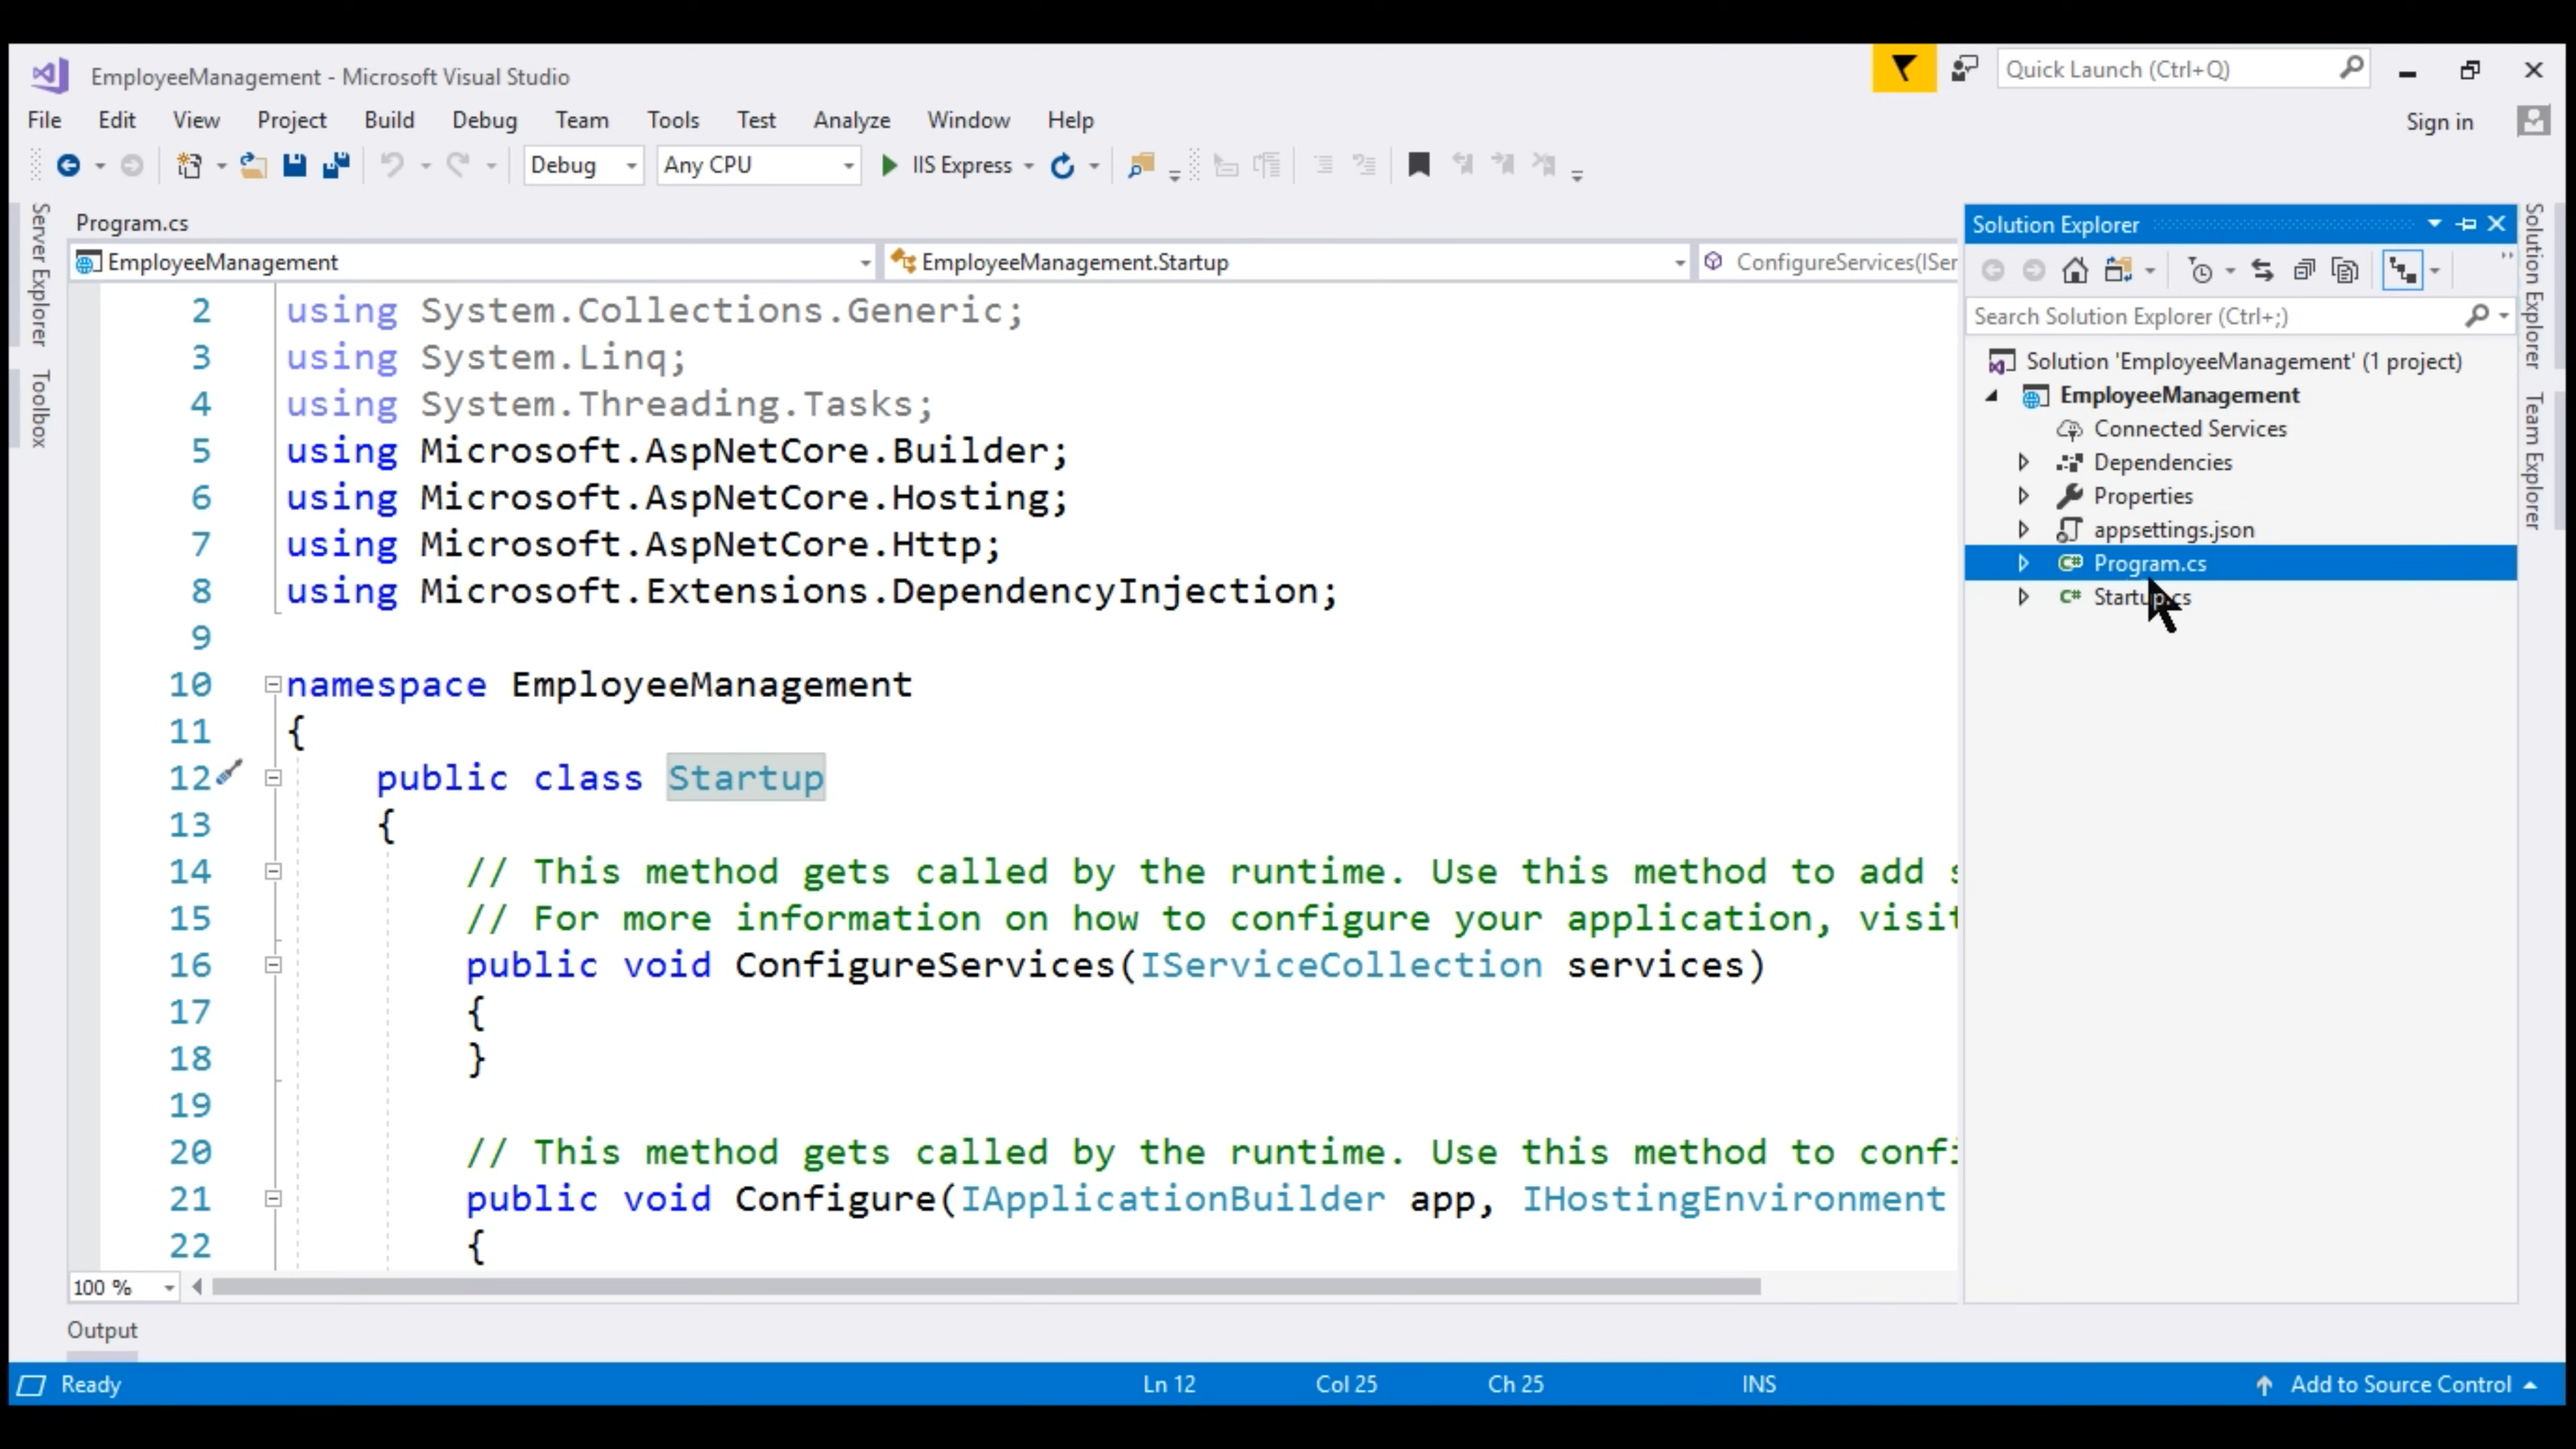 EmployeeManagement - Microsoft Visual Studio
Quick Launch (Ctrl+Q)
File Edit View Project Build Debug Team Tools Test Analyze Window Help
Sign in
Debug Any CPU IIS Express
Server Explorer
Toolbox
Program.cs
EmployeeManagement EmployeeManagement.Startup ConfigureServices(ISer
2 using System.Collections.Generic;
3 using System.Linq;
4 using System.Threading.Tasks;
5 using Microsoft.AspNetCore.Builder;
6 using Microsoft.AspNetCore.Hosting;
7 using Microsoft.AspNetCore.Http;
8 using Microsoft.Extensions.DependencyInjection;
9
10 namespace EmployeeManagement
11 {
12 public class Startup
13 {
14 // This method gets called by the runtime. Use this method to add s
15 // For more information on how to configure your application, visit
16 public void ConfigureServices(IServiceCollection services)
17 {
18 }
19
20 // This method gets called by the runtime. Use this method to confi
21 public void Configure(IApplicationBuilder app, IHostingEnvironment
22 {
100 %
Solution Explorer
Search Solution Explorer (Ctrl+;)
Solution 'EmployeeManagement' (1 project)
EmployeeManagement
Connected Services
Dependencies
Properties
appsettings.json
Program.cs
Startup.cs
Solution Explorer
Team Explorer
Output
Ready Ln 12 Col 25 Ch 25 INS Add to Source Control